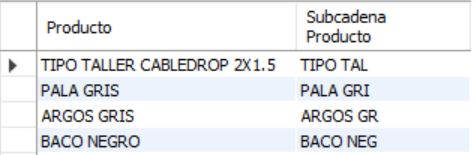 Producto Subcadena
Producto
TIPO TALLER CABLEDROP 2X1.5 TIPO TAL
PALA GRIS PALA GRI
ARGOS GRIS ARGOS GR
BACO NEGRO BACO NEG